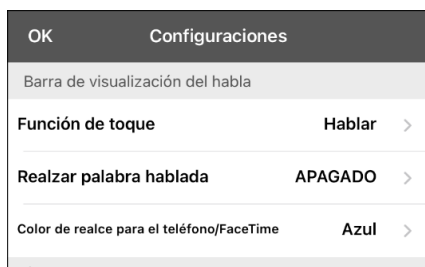 OK Configuraciones
Barra de visualización del habla
Función de toque Hablar
Realzar palabra hablada APAGADO
Color de realce para el teléfono/FaceTime Azul